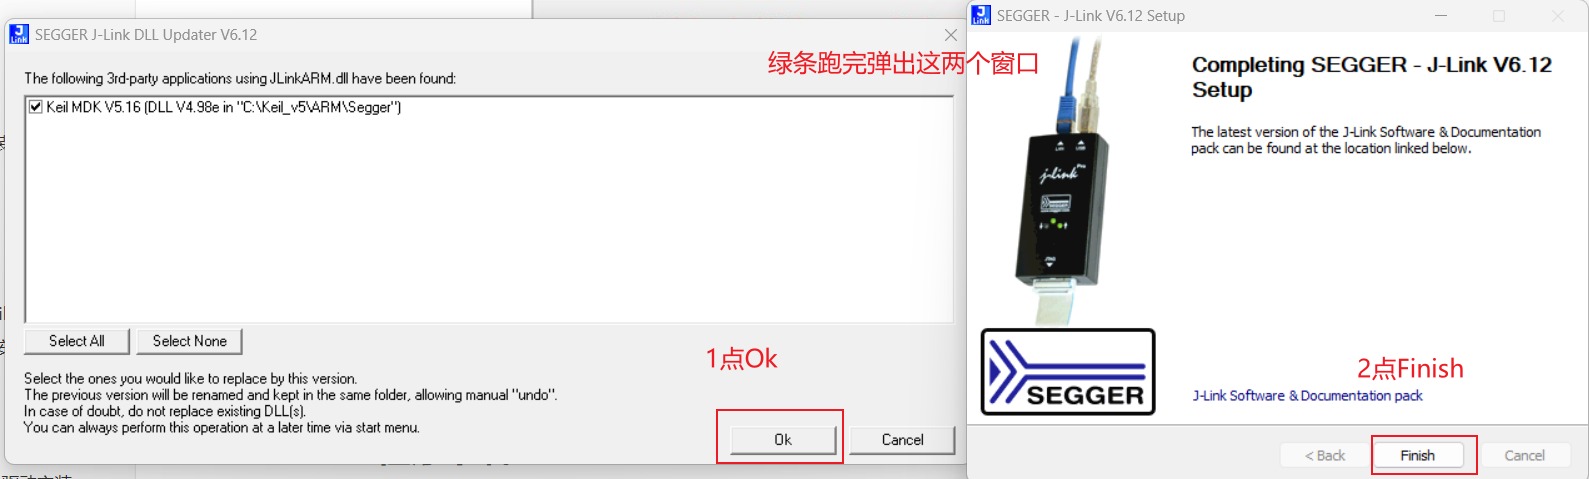 SEGGER J-Link DLL Updater V6.12
The following 3rd-party applications using JLinkARM.dll have been found:
Keil MDK V5.16 (DLL V4.98e in "C:\Keil_v5\ARM\Segger")
Select All
Select None
Select the ones you would like to replace by this version.
The previous version will be renamed and kept in the same folder, allowing manual "undo".
In case of doubt, do not replace existing DLL(s).
You can always perform this operation at a later time via start menu.
1点Ok
Ok
Cancel
绿条跑完弹出这两个窗口
SEGGER - J-Link V6.12 Setup
Completing SEGGER - J-Link V6.12
Setup
The latest version of the J-Link Software & Documentation
pack can be found at the location linked below.
J-Link
SEGGER
2点Finish
J-Link Software & Documentation pack
< Back
Finish
Cancel